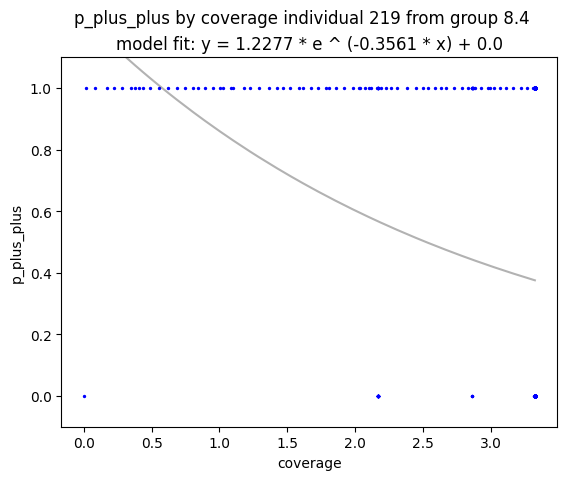 p_plus_plus by coverage individual 219 from group 8.4
model fit: y = 1.2277 * e ^ (-0.3561 * x) + 0.0
1.0
0.8
0.6
0.4
0.2
0.0
p_plus_plus
0.0 0.5 1.0 1.5 2.0 2.5 3.0
coverage